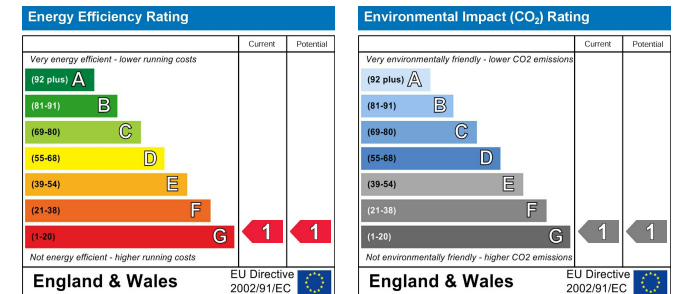 Energy Efficiency Rating
Current Potential
Very energy efficient - lower running costs
(92 plus) A
(81-91) B
(69-80) C
(55-68) D
(39-54) E
(21-38) F
(1-20) G 1 1
Not energy efficient - higher running costs
England & Wales EU Directive
2002/91/EC
Environmental Impact (CO₂) Rating
Current Potential
Very environmentally friendly - lower CO2 emissions
(92 plus) A
(81-91) B
(69-80) C
(55-68) D
(39-54) E
(21-38) F
(1-20) G 1 1
Not environmentally friendly - higher CO2 emissions
England & Wales EU Directive
2002/91/EC